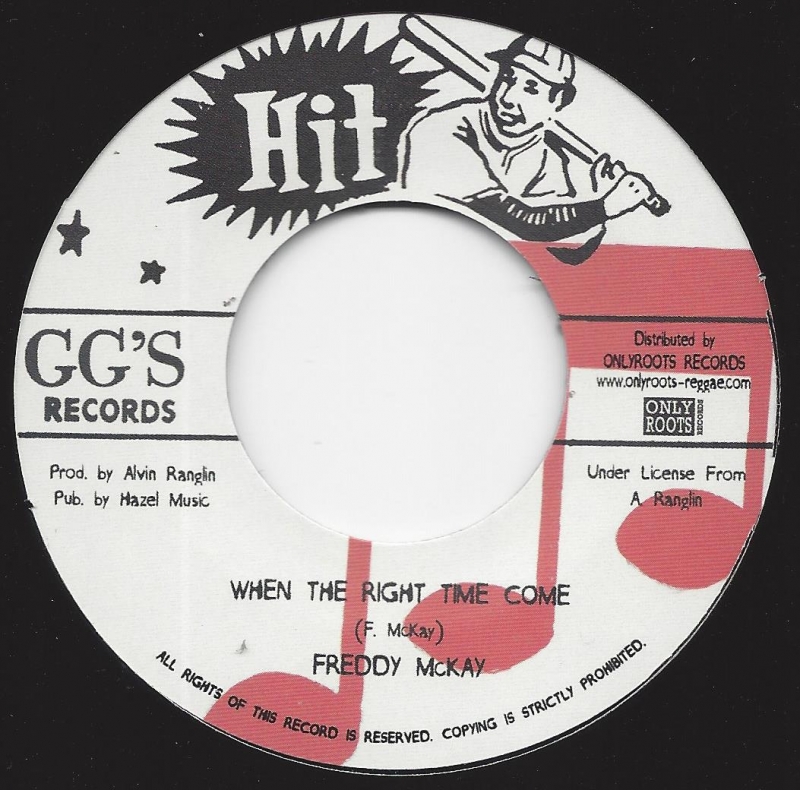 Hit
GG'S
RECORDS
Distributed by
ONLYROOTS RECORDS
www.onlyroots-reggae.com
ONLY
ROOTS
RECORDS
Prod. by Alvin Ranglin
Pub. by Hazel Music
Under License From
A. Ranglin
WHEN THE RIGHT TIME COME
(F. McKay)
FREDDY McKAY
ALL RIGHTS OF THIS RECORD IS RESERVED. COPYING IS STRICTLY PROHIBITED.